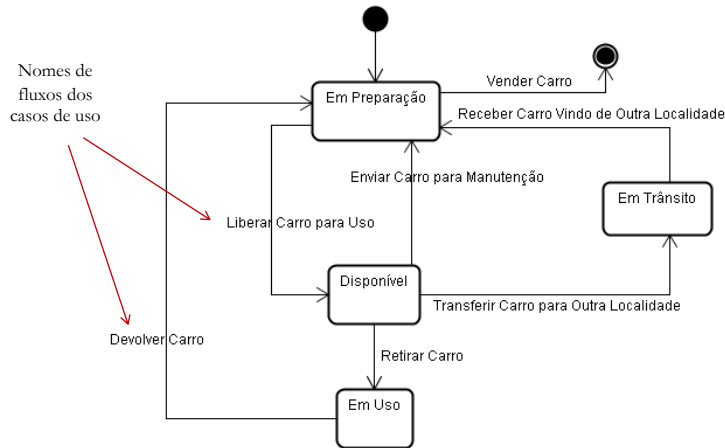 Nomes de
fluxos dos
casos de uso
Em Preparação
Vender Carro
Receber Carro Vindo de Outra Localidade
Enviar Carro para Manutenção
Em Trânsito
Liberar Carro para Uso
Disponível
Transferir Carro para Outra Localidade
Devolver Carro
Retirar Carro
Em Uso